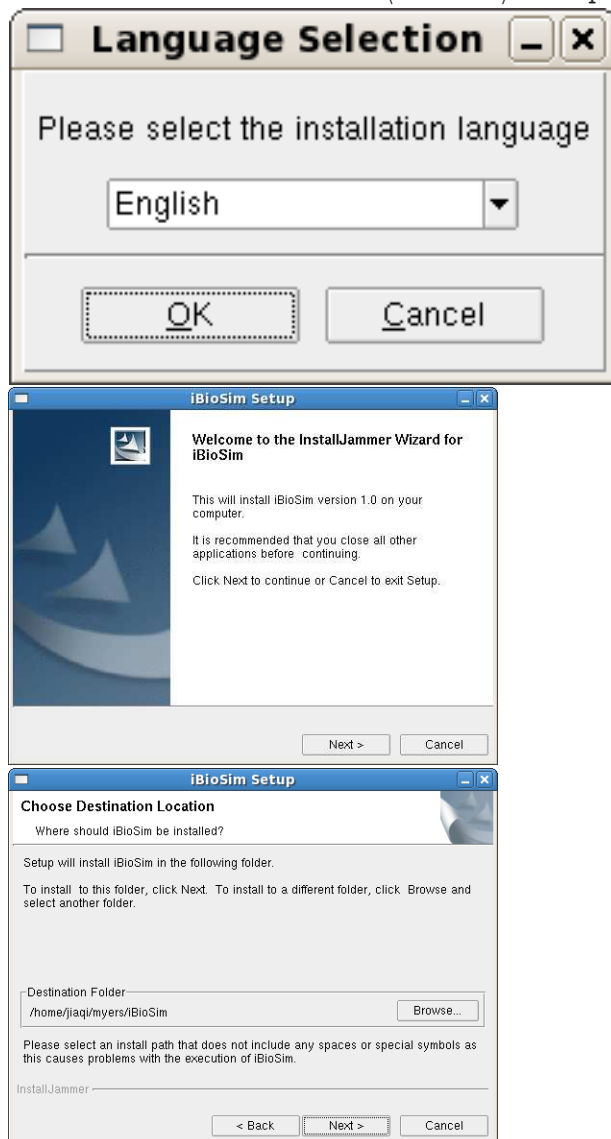 Language Selection
Please select the installation language
English
OK
Cancel
iBioSim Setup
Welcome to the InstallJammer Wizard for
iBioSim
This will install iBioSim version 1.0 on your
computer.
It is recommended that you close all other
applications before continuing.
Click Next to continue or Cancel to exit Setup.
Next >
Cancel
iBioSim Setup
Choose Destination Location
Where should iBioSim be installed?
Setup will install iBioSim in the following folder.
To install to this folder, click Next. To install to a different folder, click Browse and
select another folder.
Destination Folder
/home/jiaqi/myers/iBioSim
Browse...
Please select an install path that does not include any spaces or special symbols as
this causes problems with the execution of iBioSim.
InstallJammer
< Back
Next >
Cancel